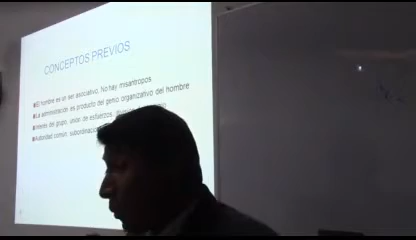 CONCEPTOS PREVIOS
El hombre es un ser asociativo. No hay misántropos
La administración es producto del genio organizativo del hombre
Interés del grupo, unión de esfuerzos,
Autoridad común, subordinación